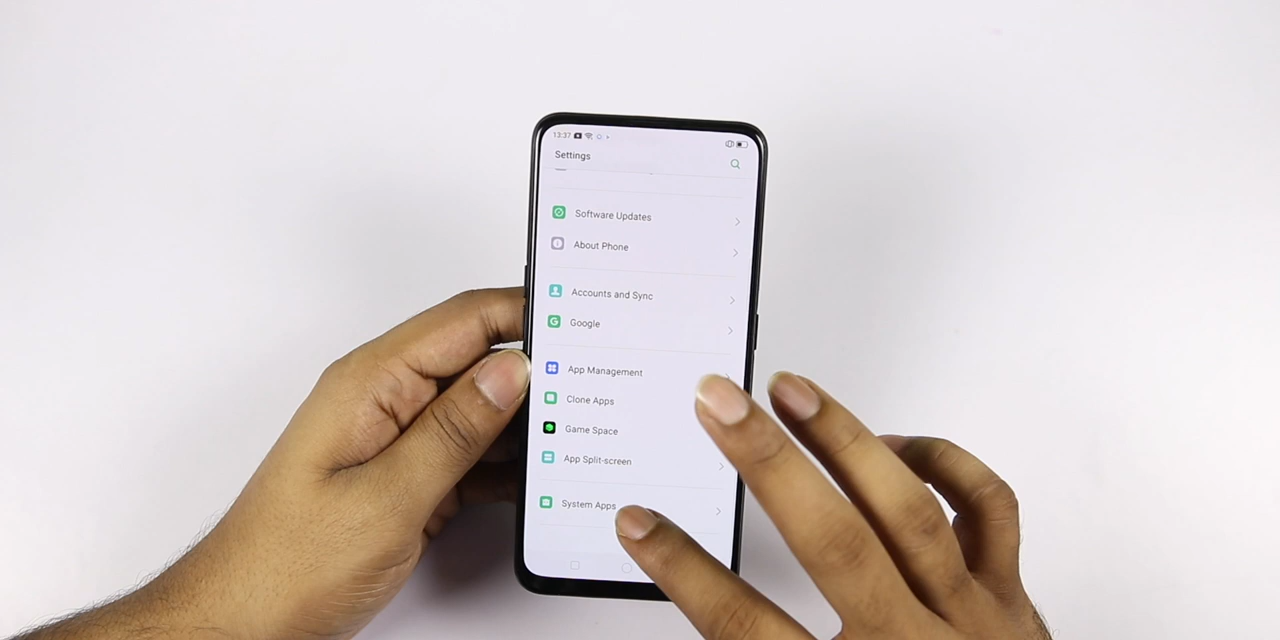 13:37
Settings
Software Updates
About Phone
Accounts and Sync
Google
App Management
Clone Apps
Game Space
App Split-screen
System Apps